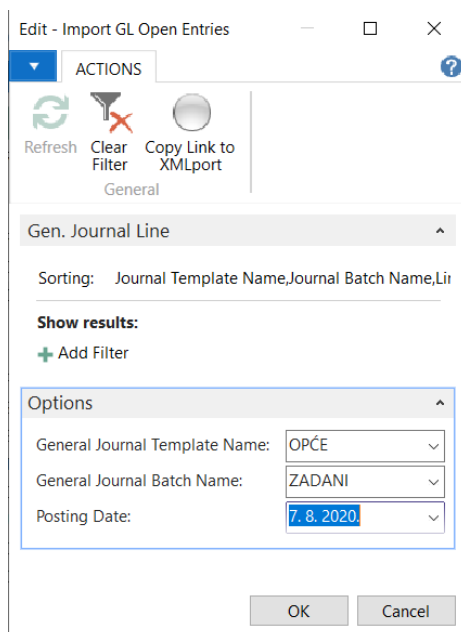 Edit - Import GL Open Entries
ACTIONS
Refresh
Clear Filter
Copy Link to XMLport
General
Gen. Journal Line
Sorting: Journal Template Name,Journal Batch Name,Lin
Show results:
Add Filter
Options
General Journal Template Name: OPĆE
General Journal Batch Name: ZADANI
Posting Date: 7. 8. 2020.
OK Cancel